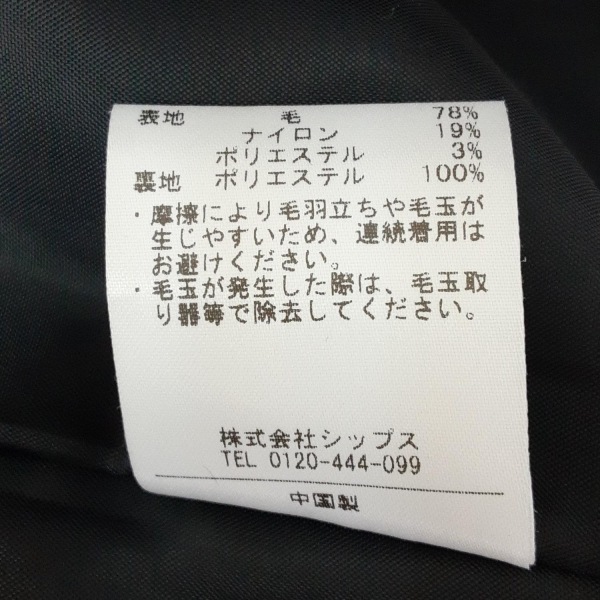 表地 毛 78%
ナイロン 19%
ポリエステル 3%
裏地 ポリエステル 100%
・摩擦により毛羽立ちや毛玉が
生じやすいため、連続着用は
お避けください。
・毛玉が発生した際は、毛玉取
り器等で除去してください。
株式会社シップス
TEL 0120-444-099
中国製